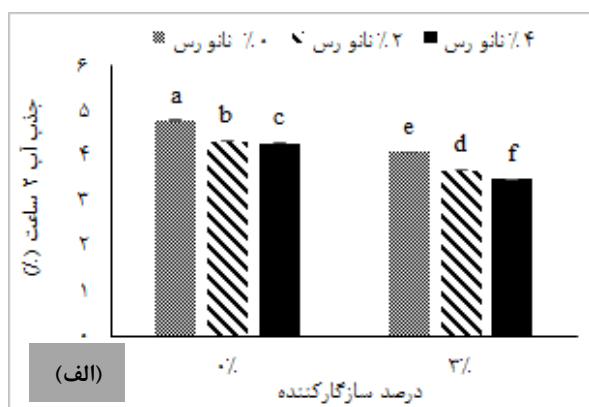 ۰٪ نانو رس ۲٪ نانو رس ۴٪ نانو رس
جذب آب ۲ ساعت (٪)
۶
۵
۴
۳
۲
۱
۰
a b c e d f
۰٪ ۳٪
درصد سازگارکننده
(الف)